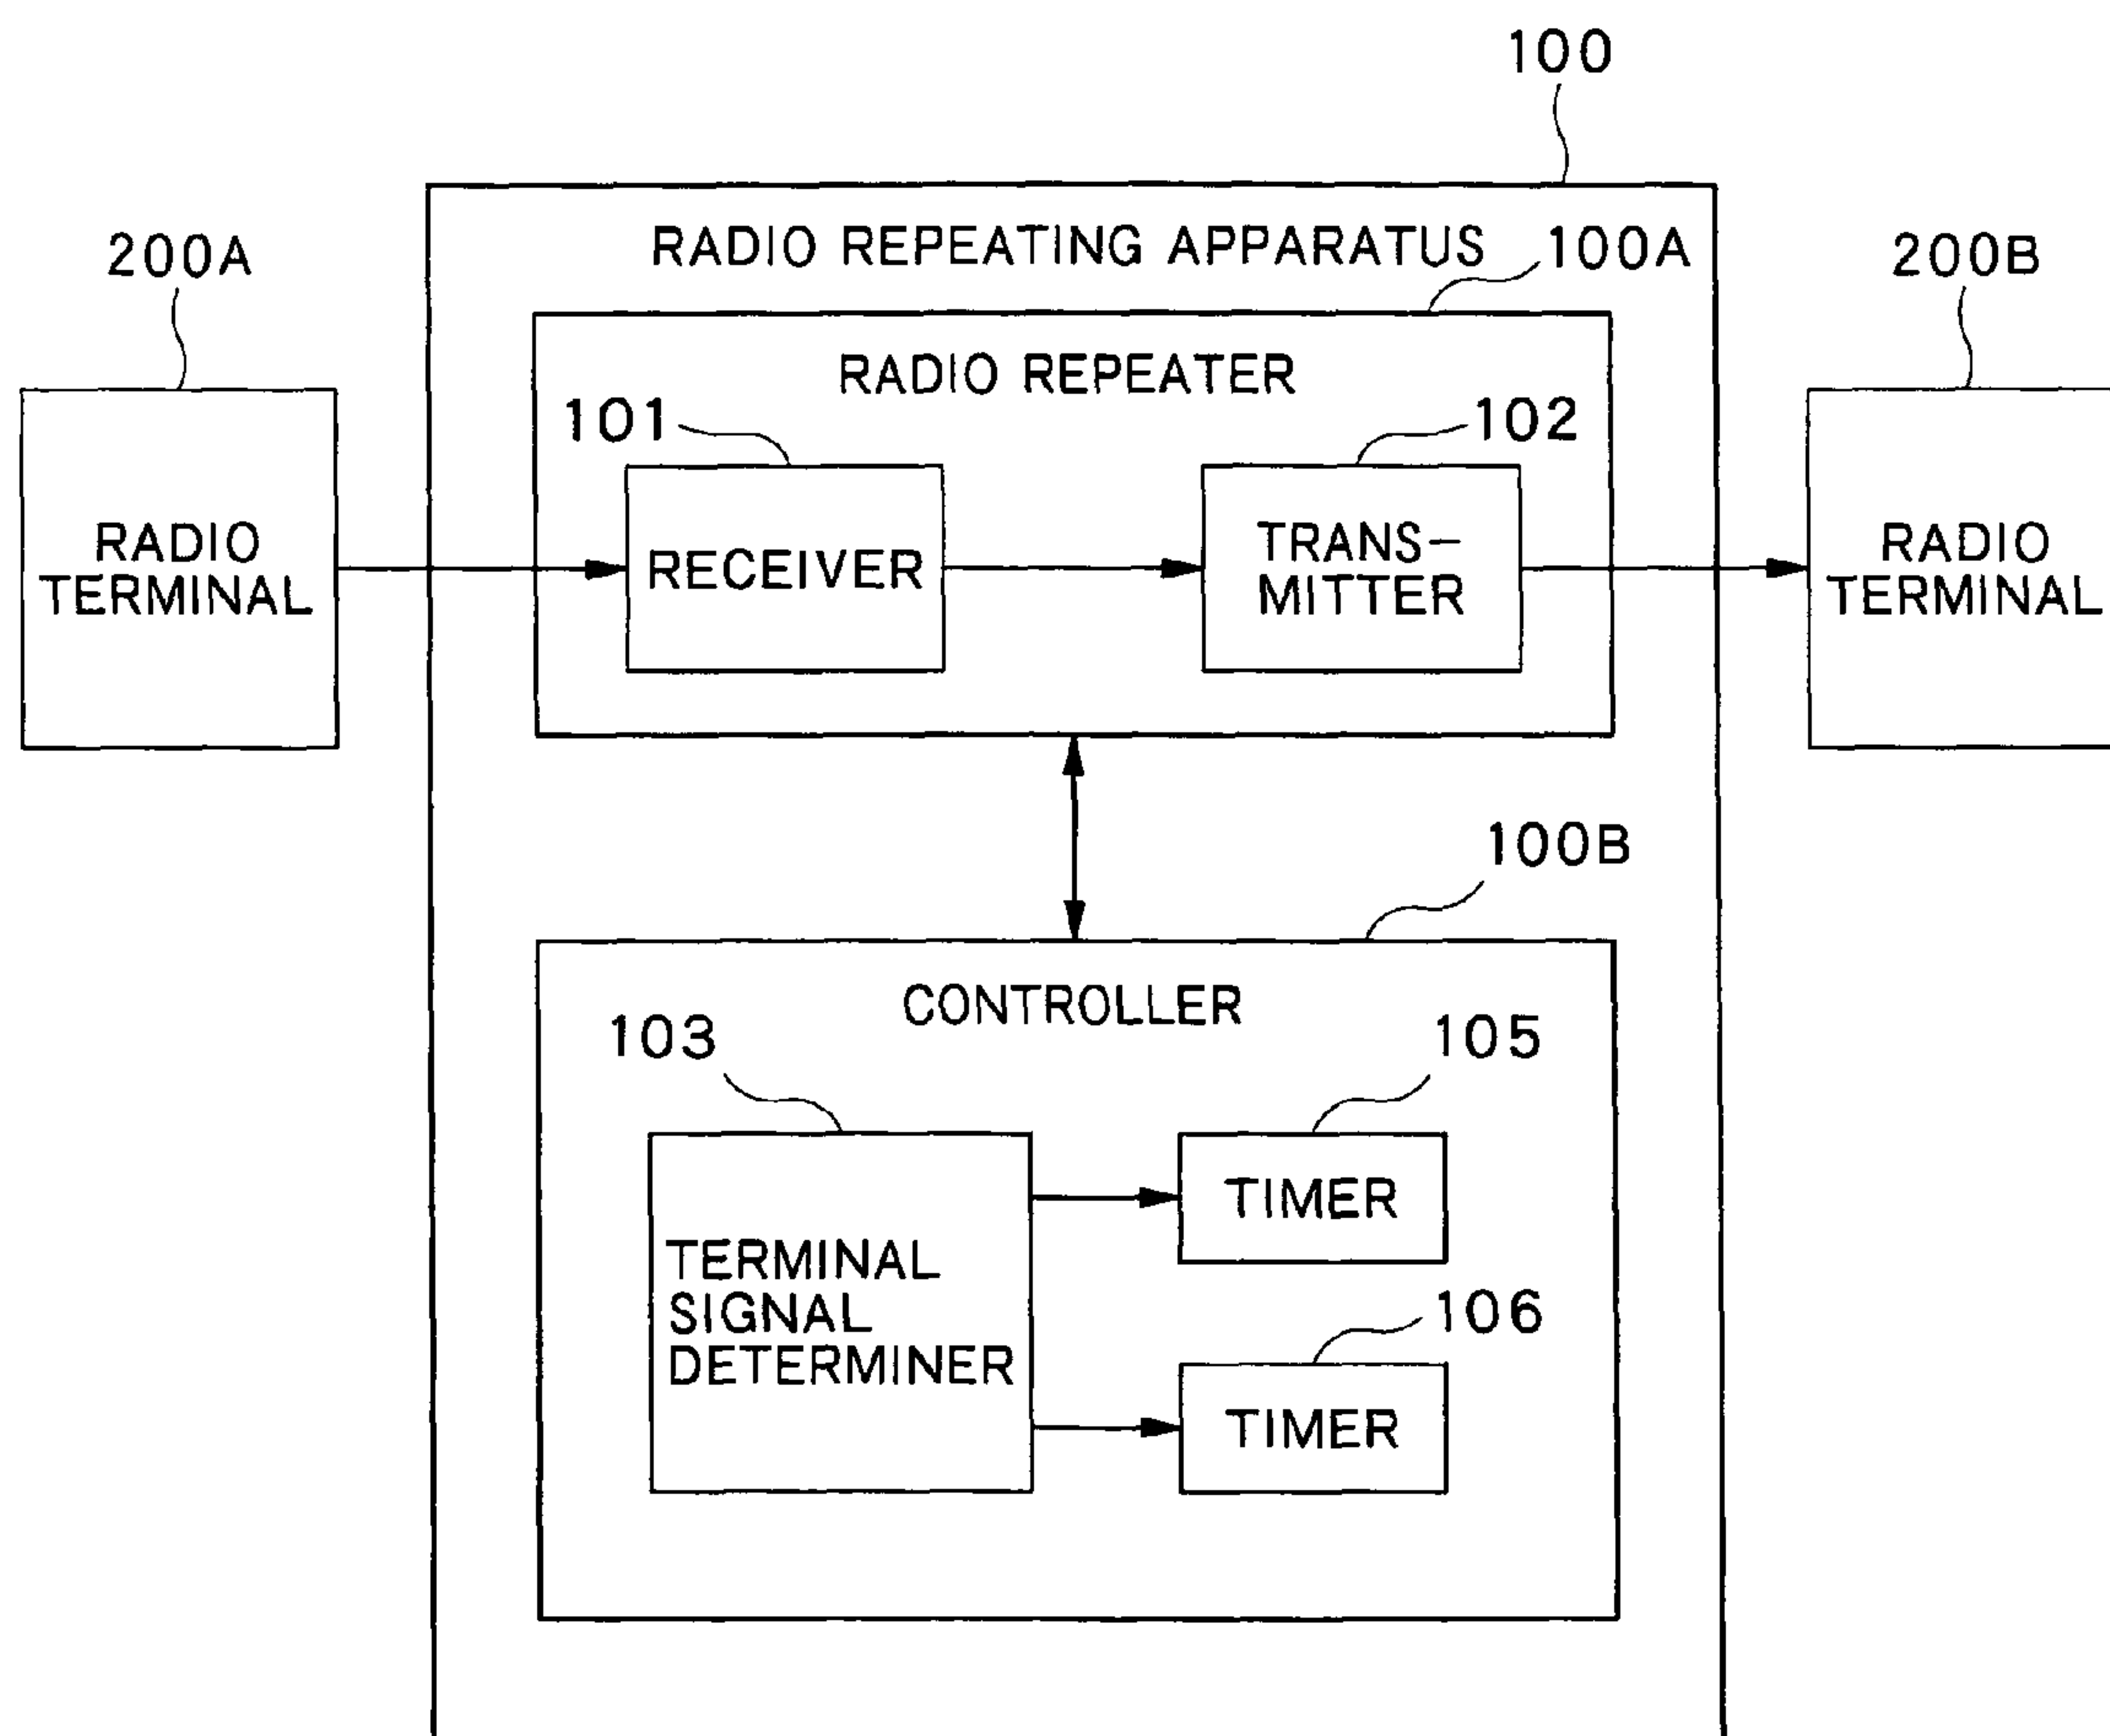 100
RADIO REPEATING APPARATUS
100A
200A
200B
RADIO REPEATER
101
102
RADIO
TERMINAL
RECEIVER
TRANS-
MITTER
RADIO
TERMINAL
100B
CONTROLLER
103
105
TIMER
TERMINAL
SIGNAL
DETERMINER
106
TIMER